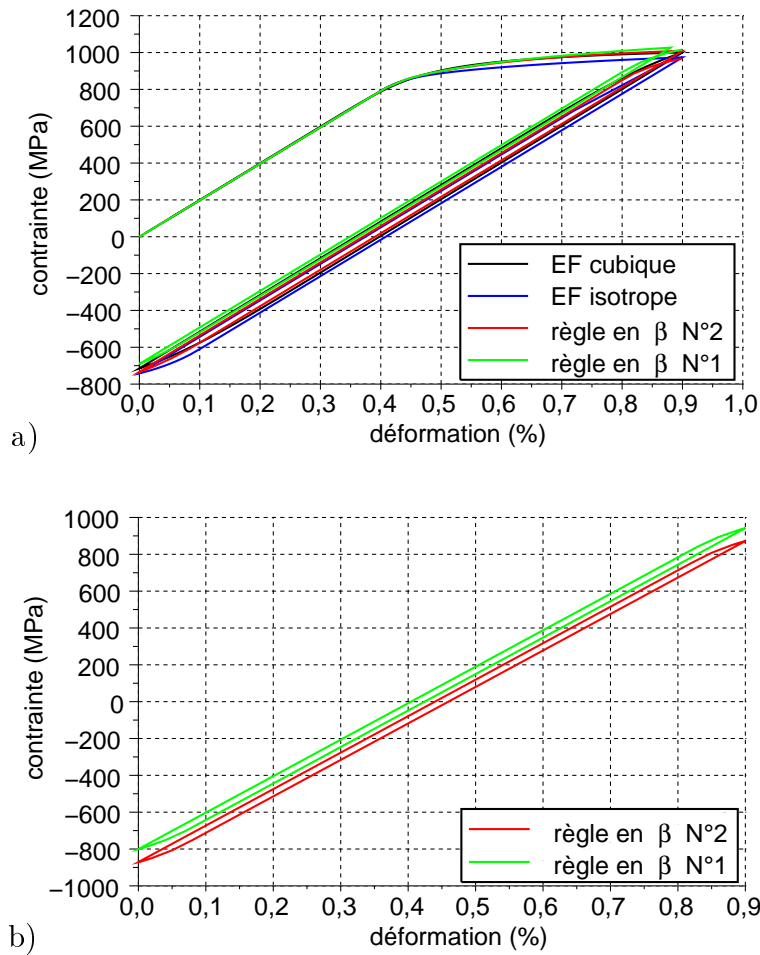 1200
1000
800
600
400
200
0
−200
−400
−600
−800
contrainte (MPa)
EF cubique
EF isotrope
règle en β N°2
règle en β N°1
0,0 0,1 0,2 0,3 0,4 0,5 0,6 0,7 0,8 0,9 1,0
déformation (%)
a)
1000
800
600
400
200
0
−200
−400
−600
−800
−1000
contrainte (MPa)
règle en β N°2
règle en β N°1
0,0 0,1 0,2 0,3 0,4 0,5 0,6 0,7 0,8 0,9
déformation (%)
b)